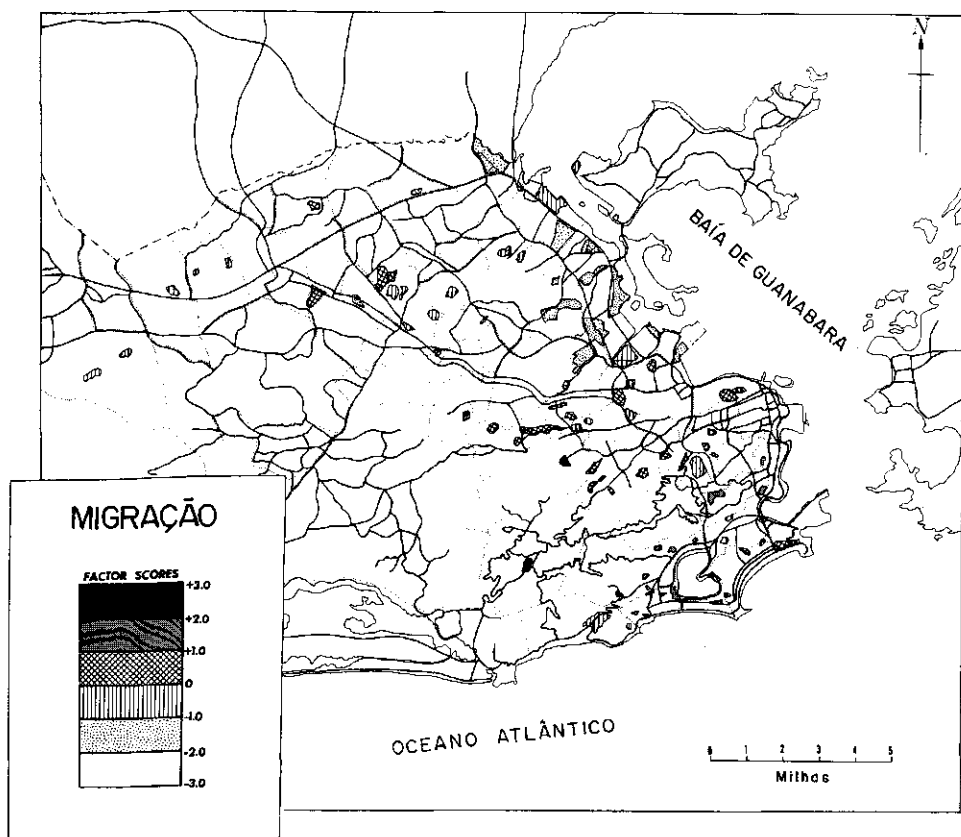 N
BAÍA DE GUANABARA
MIGRAÇÃO
FACTOR SCORES
+3.0
+2.0
+1.0
0
-1.0
-2.0
-3.0
OCEANO ATLÂNTICO
0 1 2 3 4 5
Milhas